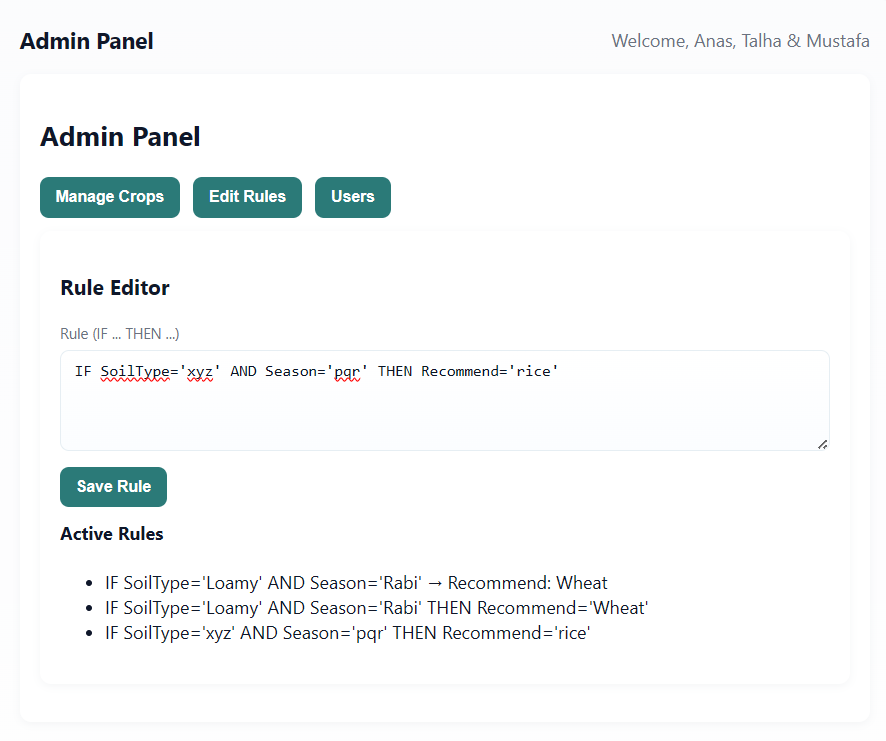 Admin Panel
Welcome, Anas, Talha & Mustafa
Admin Panel
Manage Crops
Edit Rules
Users
Rule Editor
Rule (IF ... THEN ...)
IF SoilType='xyz' AND Season='pqr' THEN Recommend='rice'
Save Rule
Active Rules
• IF SoilType='Loamy' AND Season='Rabi' → Recommend: Wheat
• IF SoilType='Loamy' AND Season='Rabi' THEN Recommend='Wheat'
• IF SoilType='xyz' AND Season='pqr' THEN Recommend='rice'